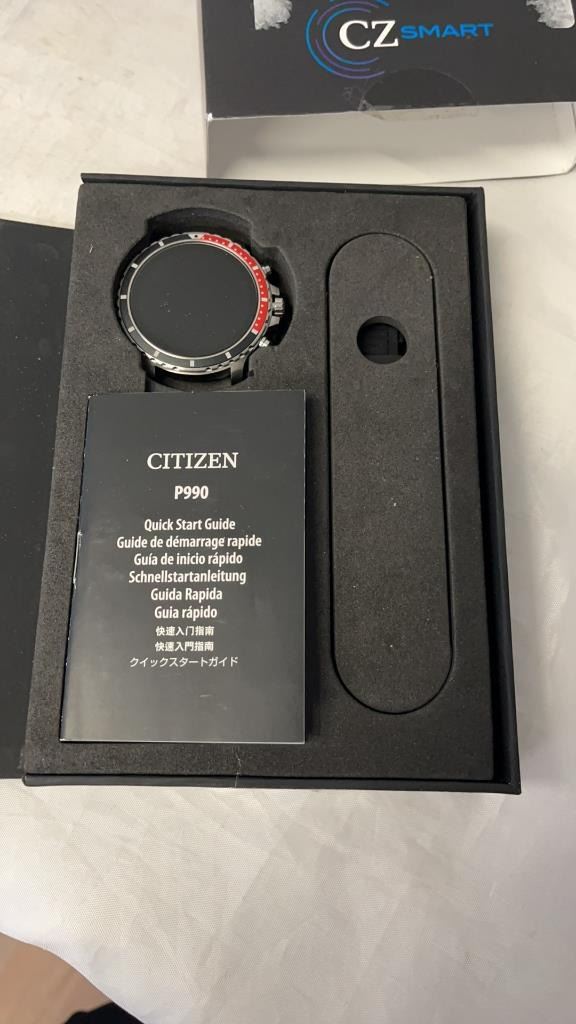 CZ SMART
CITIZEN
P990
Quick Start Guide
Guide de démarrage rapide
Guía de inicio rápido
Schnellstartanleitung
Guida Rapida
Guia rápido
快速入门指南
快速入門指南
クイックスタートガイド